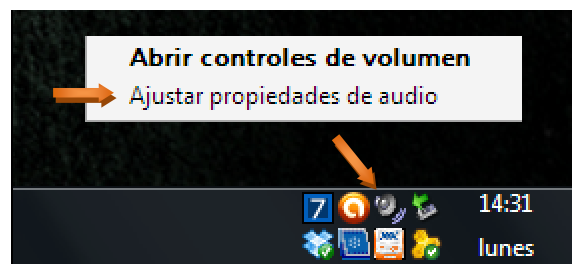 Abrir controles de volumen
Ajustar propiedades de audio
7
14:31
lunes